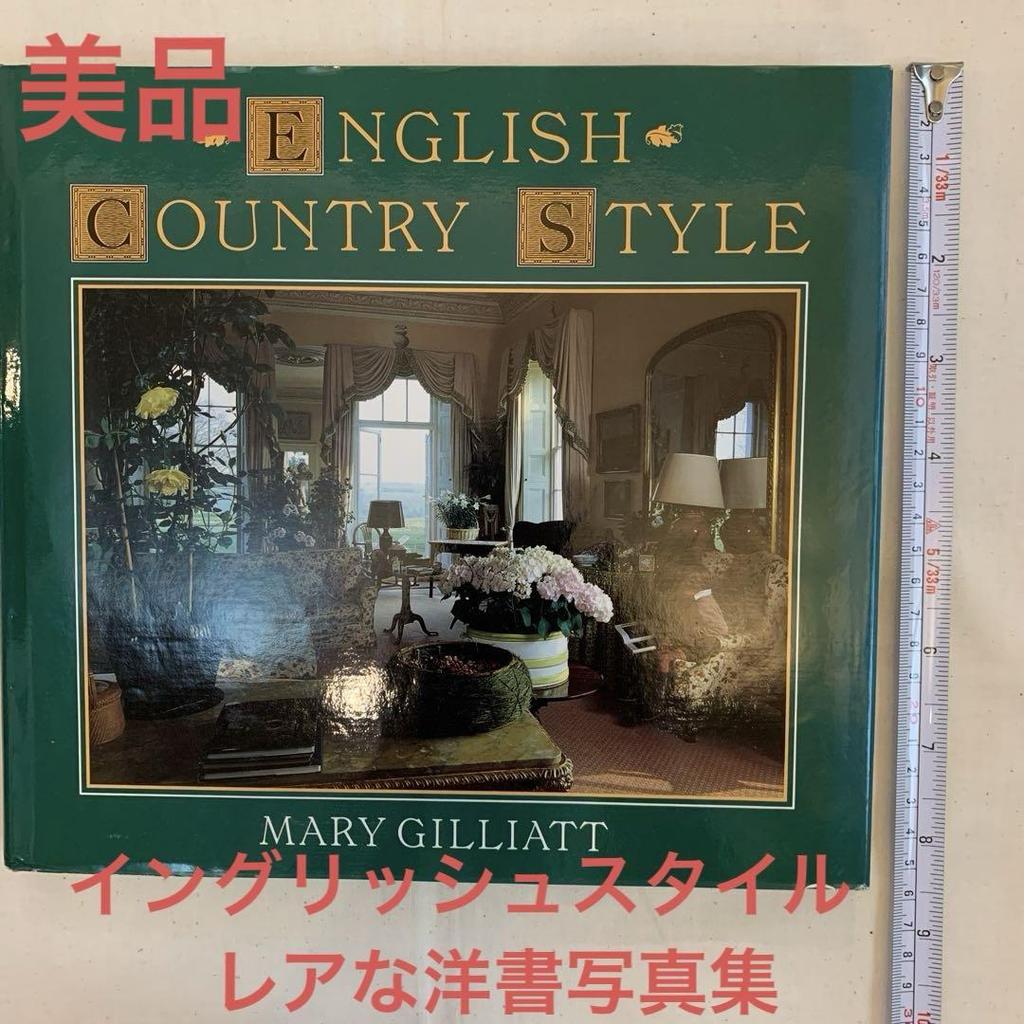 美品
ENGLISH
COUNTRY STYLE
MARY GILLIATT
イングリッシュスタイル
レアな洋書写真集